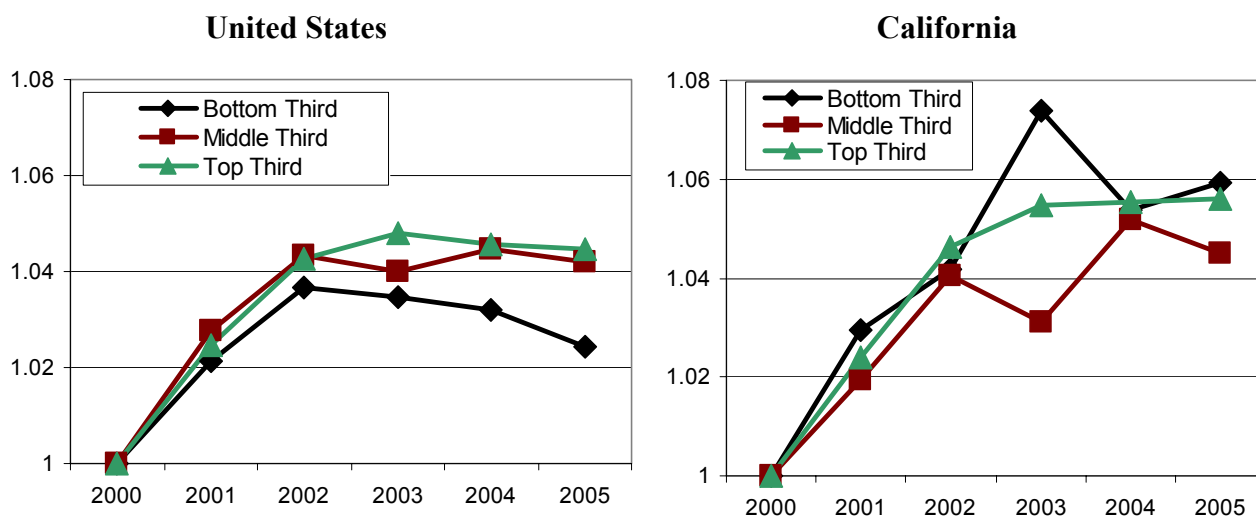 United States
1.08
1.06
1.04
1.02
1
Bottom Third
Middle Third
Top Third
2000 2001 2002 2003 2004 2005
California
1.08
1.06
1.04
1.02
1
Bottom Third
Middle Third
Top Third
2000 2001 2002 2003 2004 2005